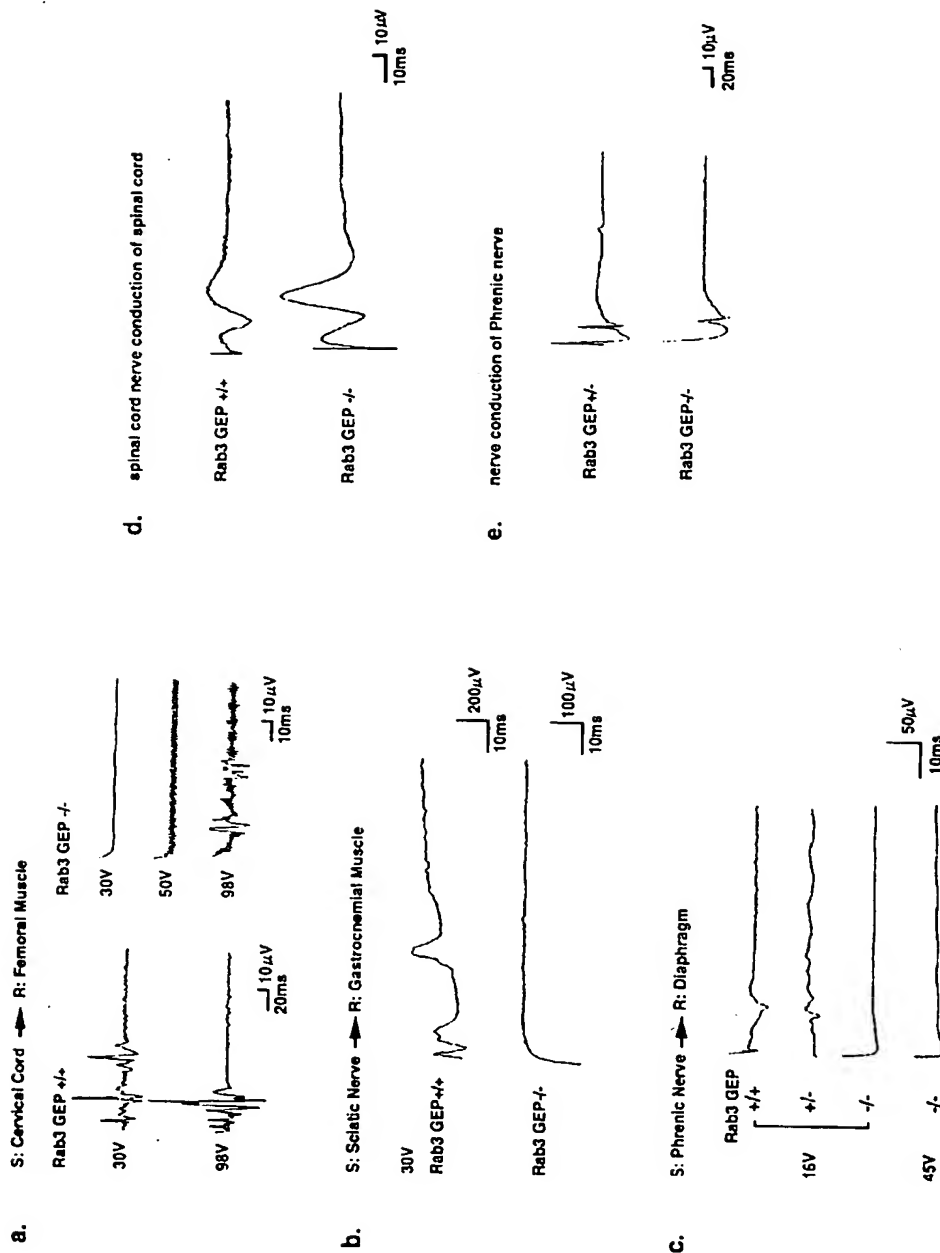 a. S: Cervical Cord → R: Femoral Muscle
Rab3 GEP +/+
30V
98V
10μV
20ms
Rab3 GEP -/-
30V
50V
98V
10μV
10ms
b. S: Sciatic Nerve → R: Gastrocnemial Muscle
30V
Rab3 GEP+/+
200μV
10ms
Rab3 GEP-/-
100μV
10ms
c. S: Phrenic Nerve → R: Diaphragm
Rab3 GEP
+/+
16V
+/-
-/-
45V
-/-
50μV
10ms
d. spinal cord nerve conduction of spinal cord
Rab3 GEP +/+
Rab3 GEP -/-
10μV
10ms
e. nerve conduction of Phrenic nerve
Rab3 GEP+/-
Rab3 GEP-/-
10μV
20ms